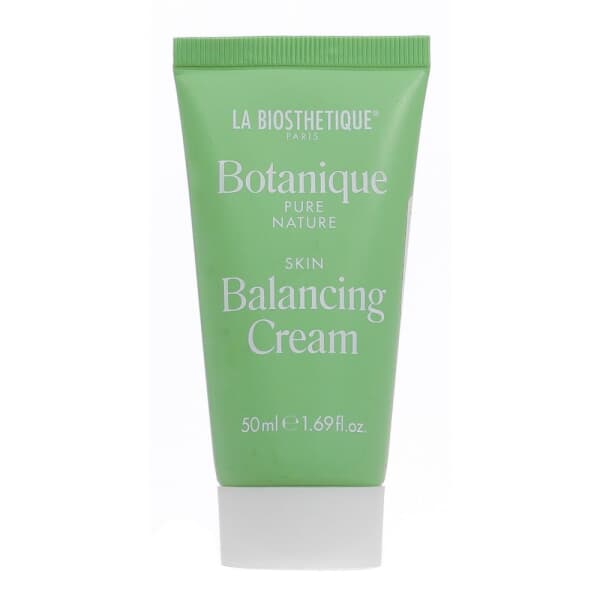 LA BIOSTHETIQUE®
PARIS
Botanique
PURE
NATURE
SKIN
Balancing
Cream
50ml ℮ 1.69fl.oz.